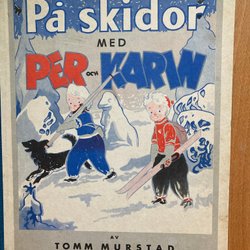 På skidor
MED
PER OCH KARIN
AV
TOMM MURSTAD